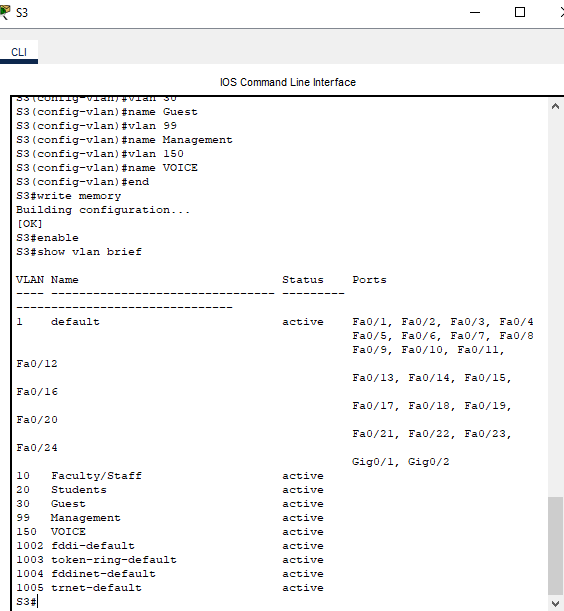 S3
CLI
IOS Command Line Interface
S3(config-vlan)#vlan 30
S3(config-vlan)#name Guest
S3(config-vlan)#vlan 99
S3(config-vlan)#name Management
S3(config-vlan)#vlan 150
S3(config-vlan)#name VOICE
S3(config-vlan)#end
S3#write memory
Building configuration...
[OK]
S3#enable
S3#show vlan brief
VLAN Name Status Ports
---- -------------------------------- ---------
-------------------------------
1 default active Fa0/1, Fa0/2, Fa0/3, Fa0/4
Fa0/5, Fa0/6, Fa0/7, Fa0/8
Fa0/9, Fa0/10, Fa0/11,
Fa0/12
Fa0/13, Fa0/14, Fa0/15,
Fa0/16
Fa0/17, Fa0/18, Fa0/19,
Fa0/20
Fa0/21, Fa0/22, Fa0/23,
Fa0/24
Gig0/1, Gig0/2
10 Faculty/Staff active
20 Students active
30 Guest active
99 Management active
150 VOICE active
1002 fddi-default active
1003 token-ring-default active
1004 fddinet-default active
1005 trnet-default active
S3#